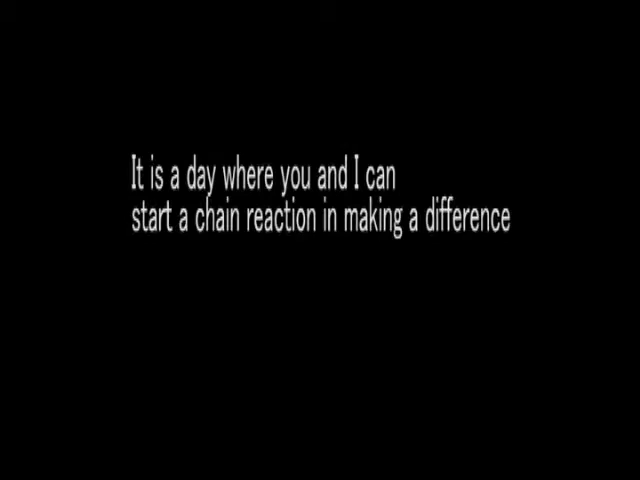 It is a day where you and I can
start a chain reaction in making a difference